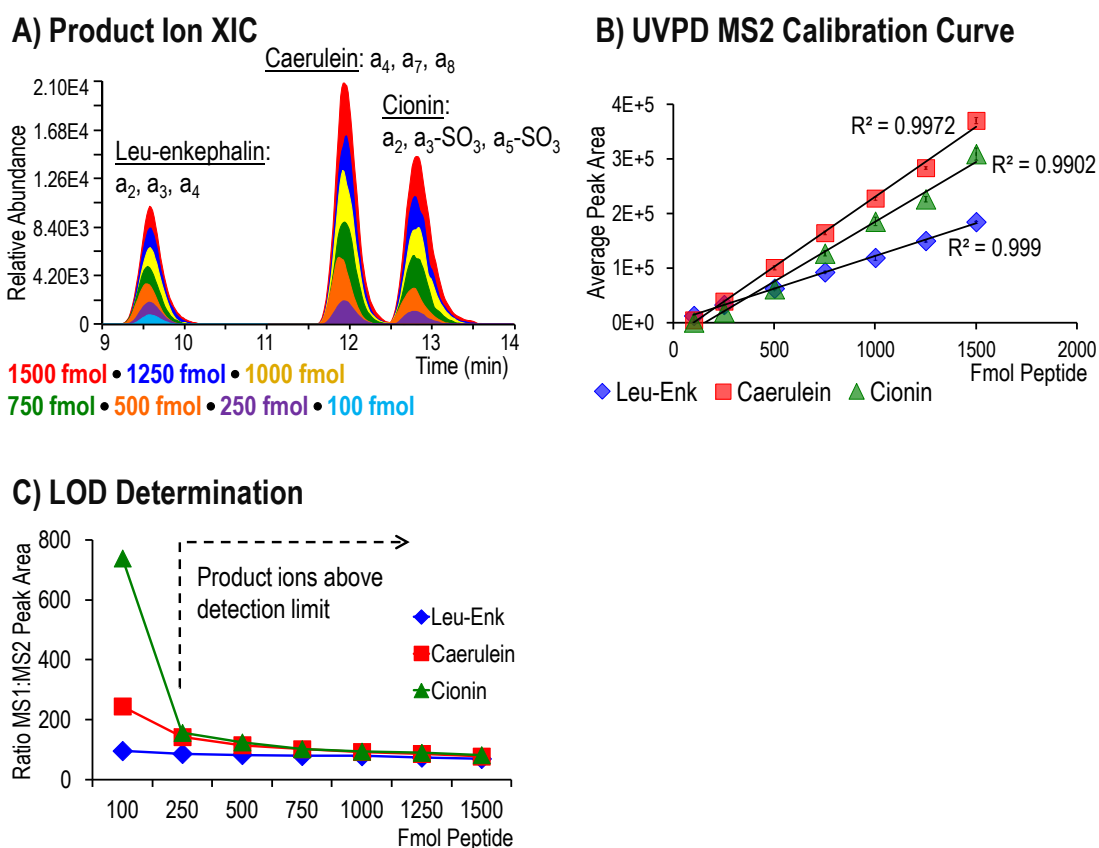 A) Product Ion XIC
Caerulein: a4, a7, a8
Cionin:
a2, a3-SO3, a5-SO3
Leu-enkephalin:
a2, a3, a4
Relative Abundance
2.10E4
1.68E4
1.26E4
8.40E3
4.20E3
0
9 10 11 12 13 14
Time (min)
1500 fmol • 1250 fmol • 1000 fmol
750 fmol • 500 fmol • 250 fmol • 100 fmol
B) UVPD MS2 Calibration Curve
Average Peak Area
4E+5
3E+5
2E+5
1E+5
0E+0
R² = 0.9972
R² = 0.9902
R² = 0.999
0 500 1000 1500 2000
Fmol Peptide
Leu-Enk Caerulein Cionin
C) LOD Determination
Ratio MS1:MS2 Peak Area
800
600
400
200
0
Product ions above
detection limit
Leu-Enk
Caerulein
Cionin
100 250 500 750 1000 1250 1500
Fmol Peptide